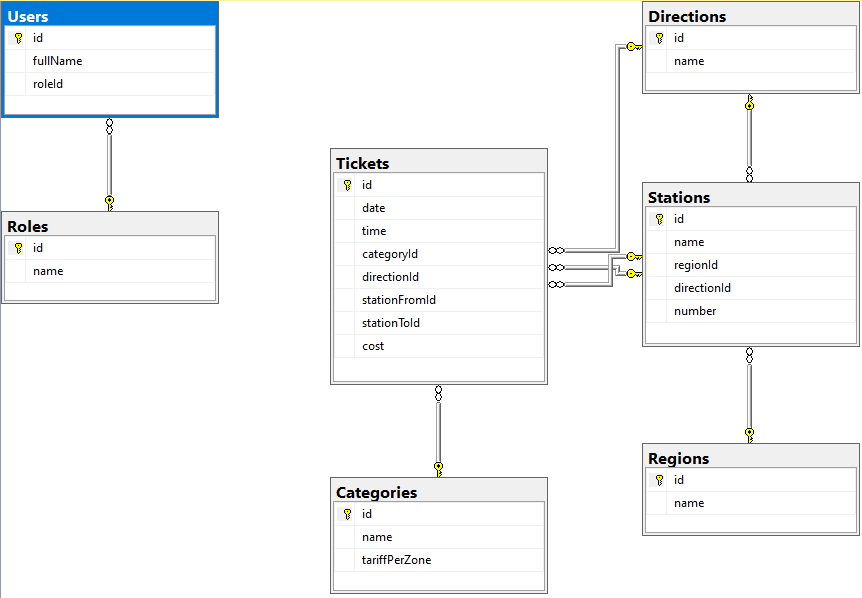 Users
id
fullName
roleId
Roles
id
name
Tickets
id
date
time
categoryId
directionId
stationFromId
stationToId
cost
Categories
id
name
tariffPerZone
Directions
id
name
Stations
id
name
regionId
directionId
number
Regions
id
name